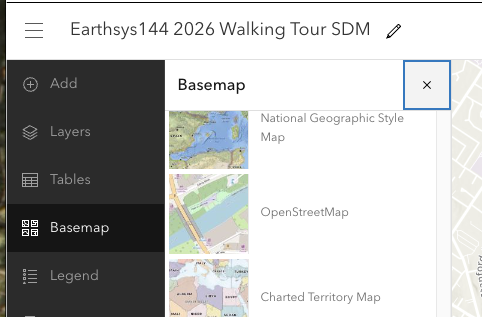 Earthsys144 2026 Walking Tour SDM
Add
Basemap
National Geographic Style
Map
Layers
Tables
OpenStreetMap
Basemap
Legend
Charted Territory Map